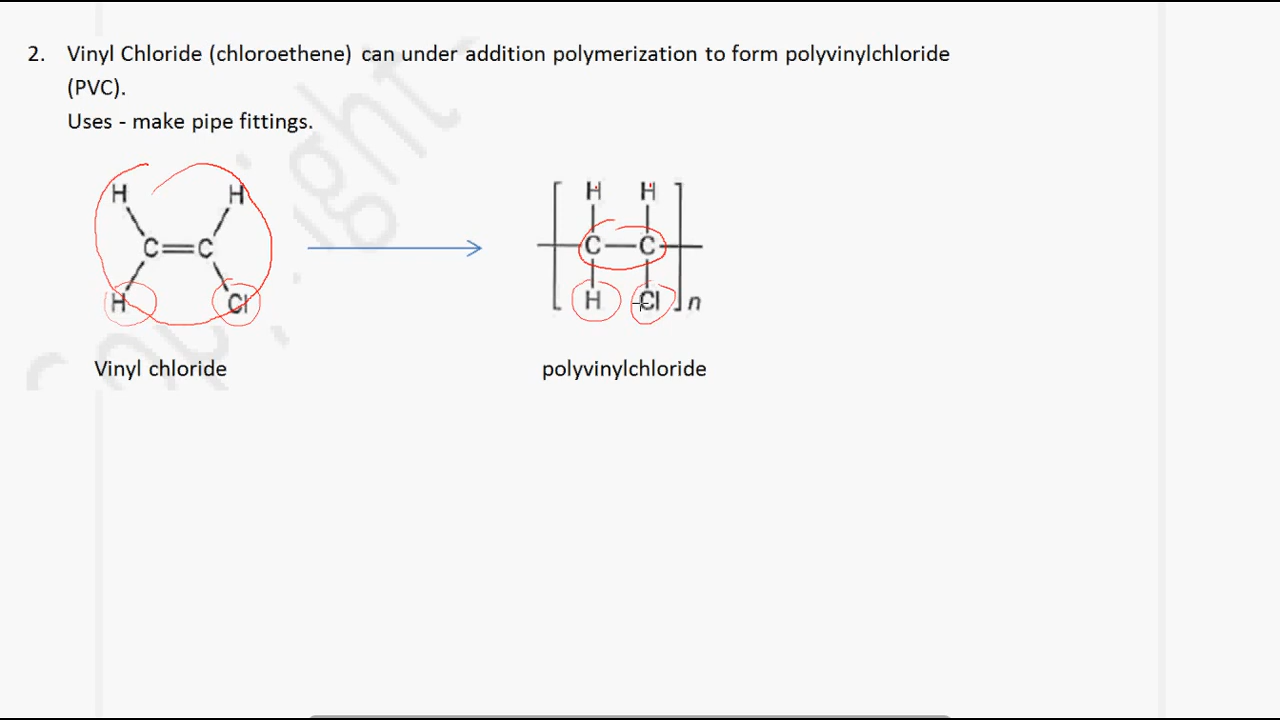 2. Vinyl Chloride (chloroethene) can under addition polymerization to form polyvinylchloride
(PVC).
Uses - make pipe fittings.
H H H H
C=C C—C
H Cl H Cl n
Vinyl chloride polyvinylchloride